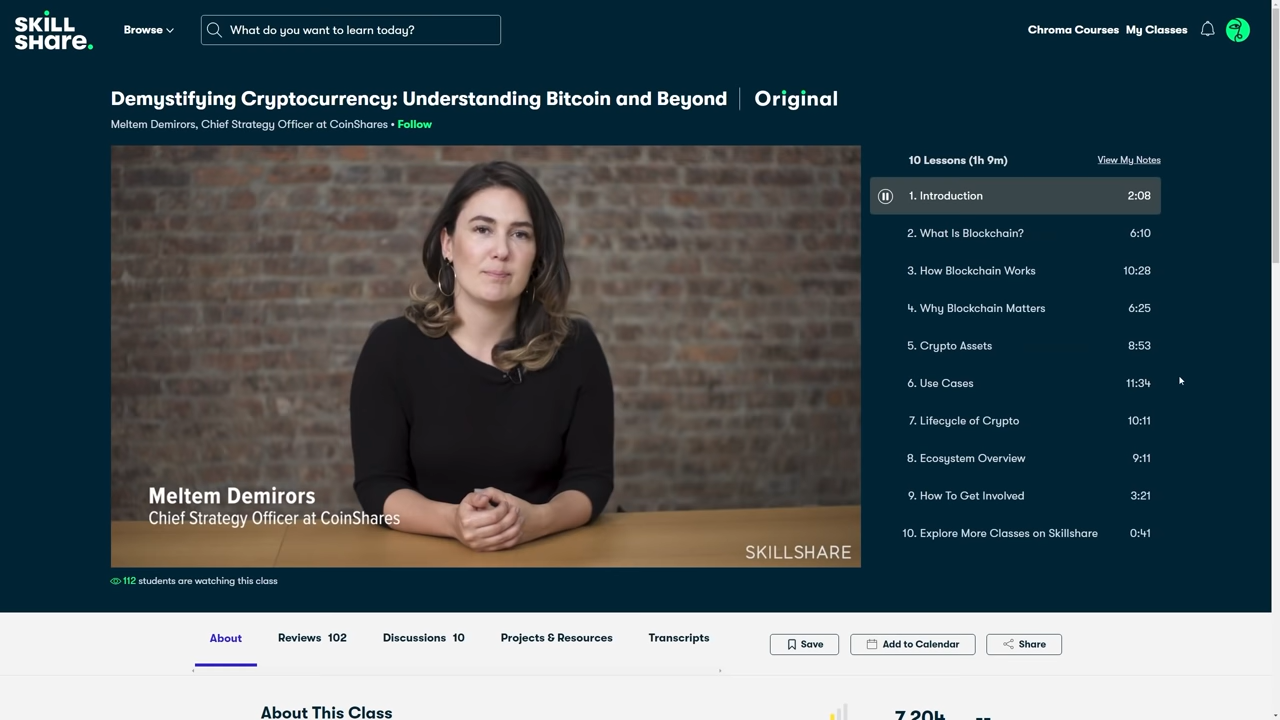 SKILL
SHARE.
Browse
What do you want to learn today?
Chroma Courses
My Classes
Demystifying Cryptocurrency: Understanding Bitcoin and Beyond
Original
Meltem Demirors, Chief Strategy Officer at CoinShares • Follow
10 Lessons (1h 9m)
View My Notes
1. Introduction 2:08
2. What Is Blockchain? 6:10
3. How Blockchain Works 10:28
4. Why Blockchain Matters 6:25
5. Crypto Assets 8:53
6. Use Cases 11:34
7. Lifecycle of Crypto 10:11
8. Ecosystem Overview 9:11
9. How To Get Involved 3:21
10. Explore More Classes on Skillshare 0:41
Meltem Demirors
Chief Strategy Officer at CoinShares
SKILLSHARE
112 students are watching this class
About
Reviews 102
Discussions 10
Projects & Resources
Transcripts
Save
Add to Calendar
Share
About This Class
7,204
--